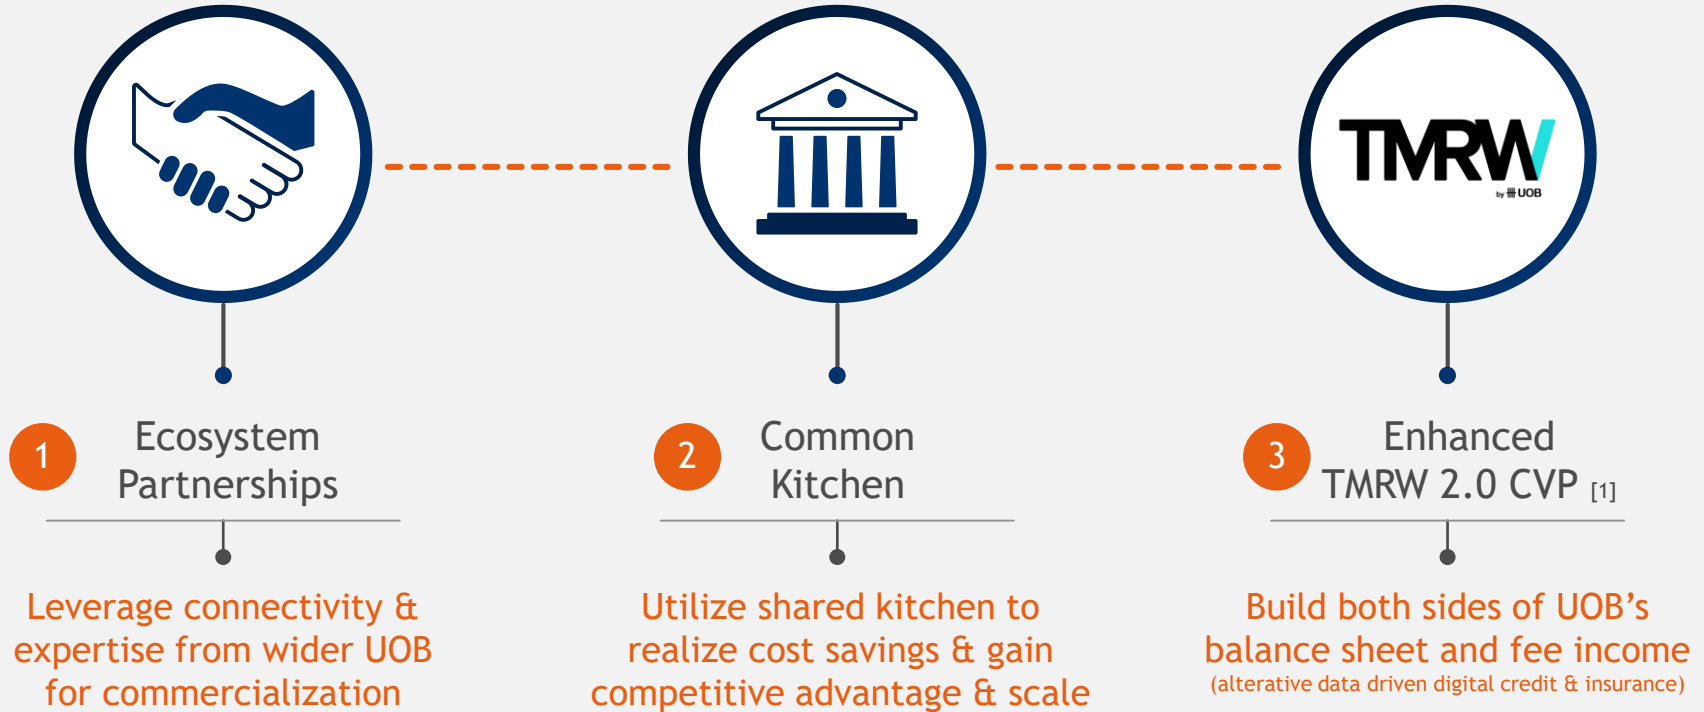 TMRW
by UOB
1
Ecosystem
Partnerships
Leverage connectivity &
expertise from wider UOB
for commercialization
2
Common
Kitchen
Utilize shared kitchen to
realize cost savings & gain
competitive advantage & scale
3
Enhanced
TMRW 2.0 CVP [1]
Build both sides of UOB’s
balance sheet and fee income
(alterative data driven digital credit & insurance)